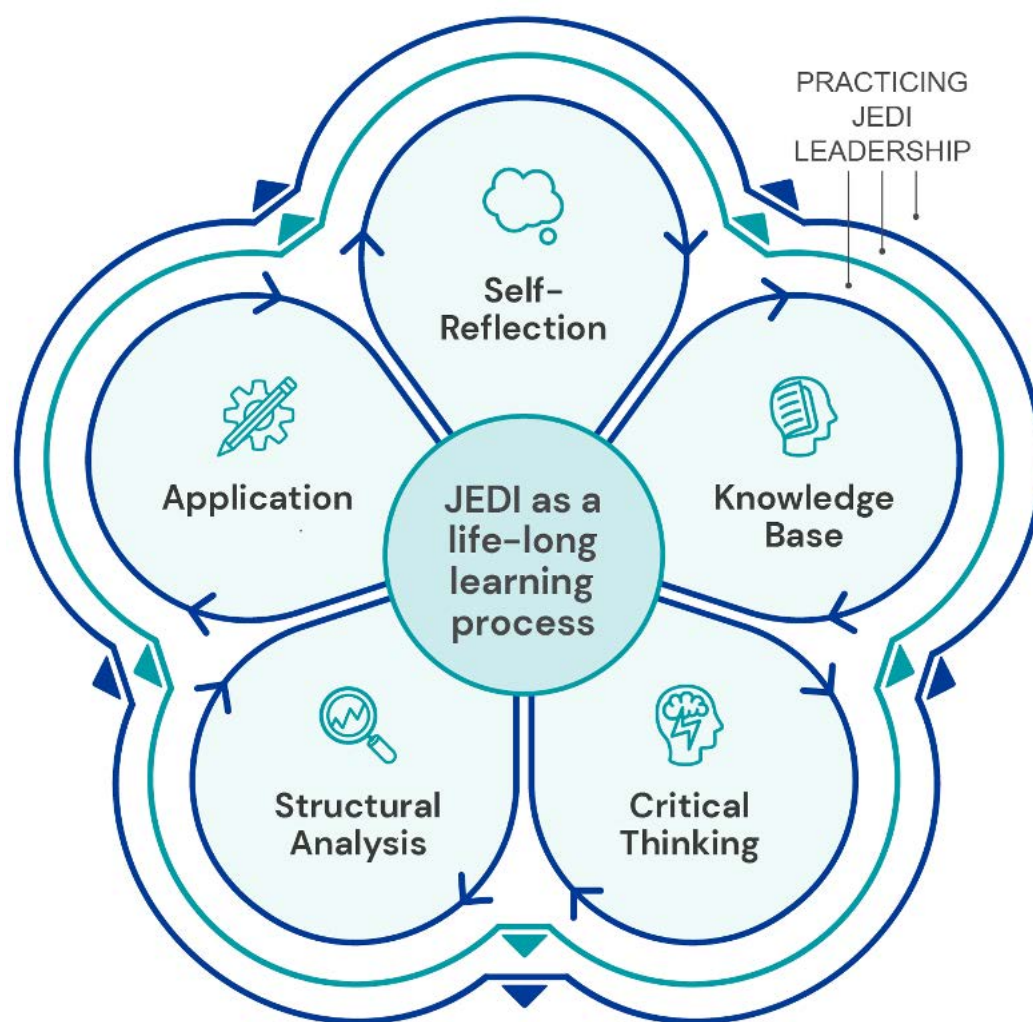 PRACTICING
JEDI
LEADERSHIP
Self-
Reflection
Application
JEDI as a
life-long
learning
process
Knowledge
Base
Structural
Analysis
Critical
Thinking